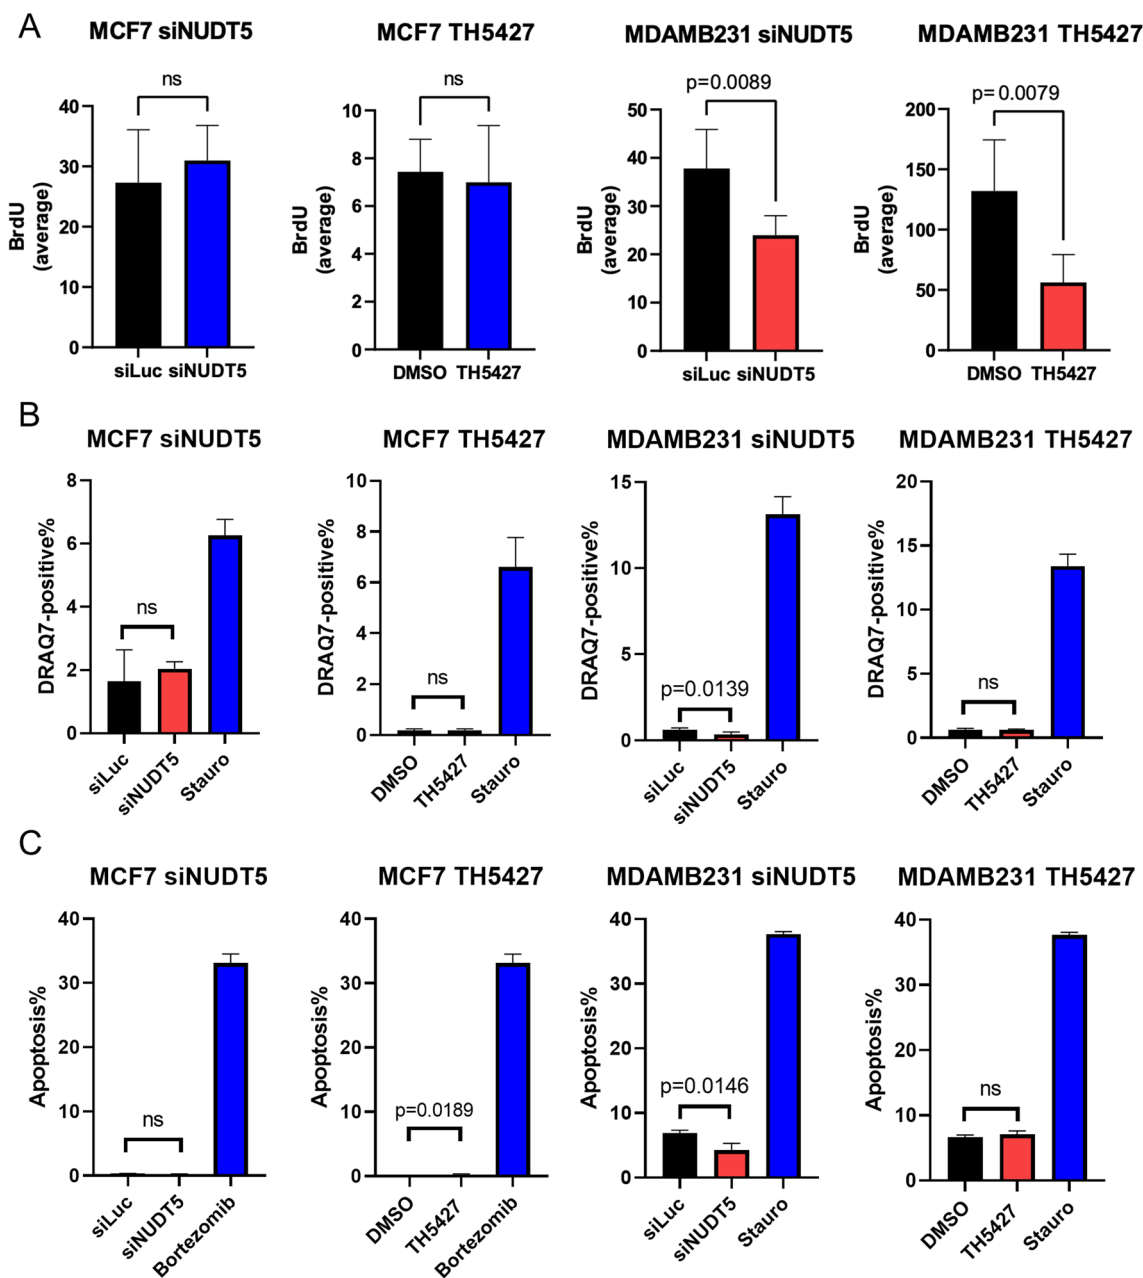 A
MCF7 siNUDT5
MCF7 TH5427
MDAMB231 siNUDT5
MDAMB231 TH5427
ns
40
30
20
10
0
BrdU
(average)
siLuc siNUDT5
ns
10
8
6
4
2
0
BrdU
(average)
DMSO TH5427
p=0.0089
50
40
30
20
10
0
BrdU
(average)
siLuc siNUDT5
p=0.0079
200
150
100
50
0
BrdU
(average)
DMSO TH5427
B
MCF7 siNUDT5
MCF7 TH5427
MDAMB231 siNUDT5
MDAMB231 TH5427
8
6
4
2
0
DRAQ7-positive%
ns
siLuc
siNUDT5
Stauro
10
8
6
4
2
0
DRAQ7-positive%
ns
DMSO
TH5427
Stauro
15
10
5
0
DRAQ7-positive%
p=0.0139
siLuc
siNUDT5
Stauro
20
15
10
5
0
DRAQ7-positive%
ns
DMSO
TH5427
Stauro
C
MCF7 siNUDT5
MCF7 TH5427
MDAMB231 siNUDT5
MDAMB231 TH5427
40
30
20
10
0
Apoptosis%
ns
siLuc
siNUDT5
Bortezomib
40
30
20
10
0
Apoptosis%
p=0.0189
DMSO
TH5427
Bortezomib
40
30
20
10
0
Apoptosis%
p=0.0146
siLuc
siNUDT5
Stauro
40
30
20
10
0
Apoptosis%
ns
DMSO
TH5427
Stauro